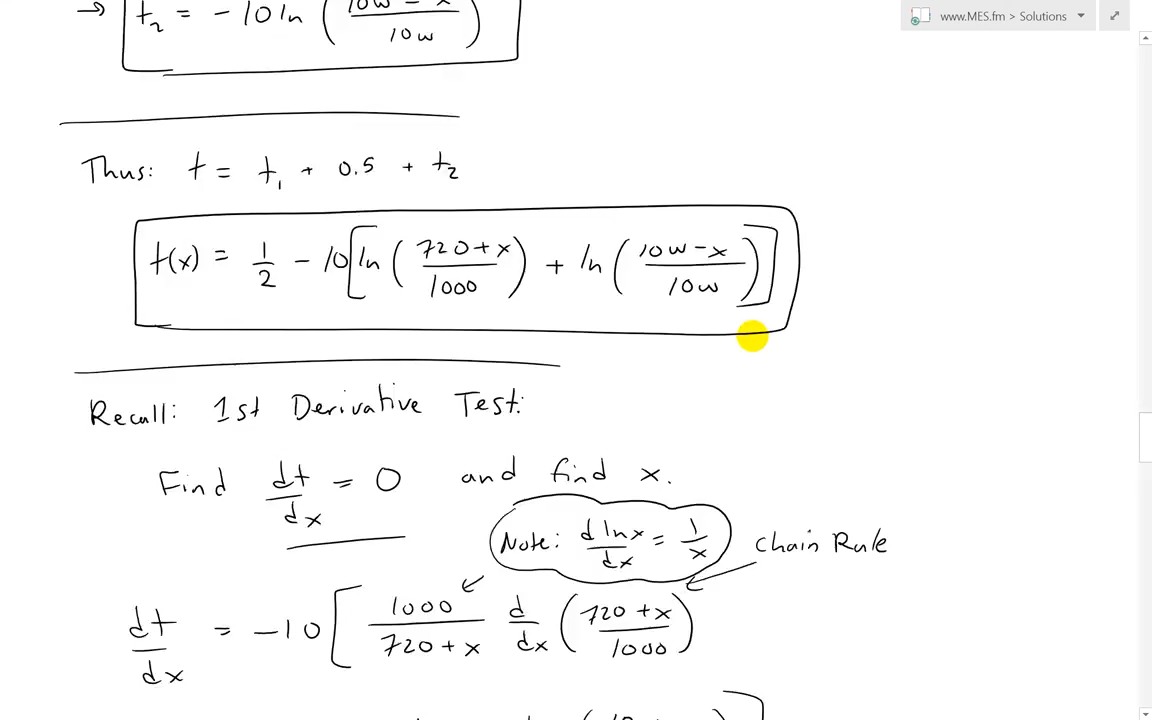 www.MES.fm > Solutions
→ t₂ = - 10 ln ( (10w - x)/10w )
Thus: t = t₁ + 0.5 + t₂
t(x) = 1/2 - 10 [ ln ( (720 + x)/1000 ) + ln ( (10w - x)/10w ) ]
Recall: 1st Derivative Test:
Find dt/dx = 0 and find x.
Note: d ln x/dx = 1/x
Chain Rule
dt/dx = -10 [ 1000/(720 + x) d/dx ( (720 + x)/1000 )